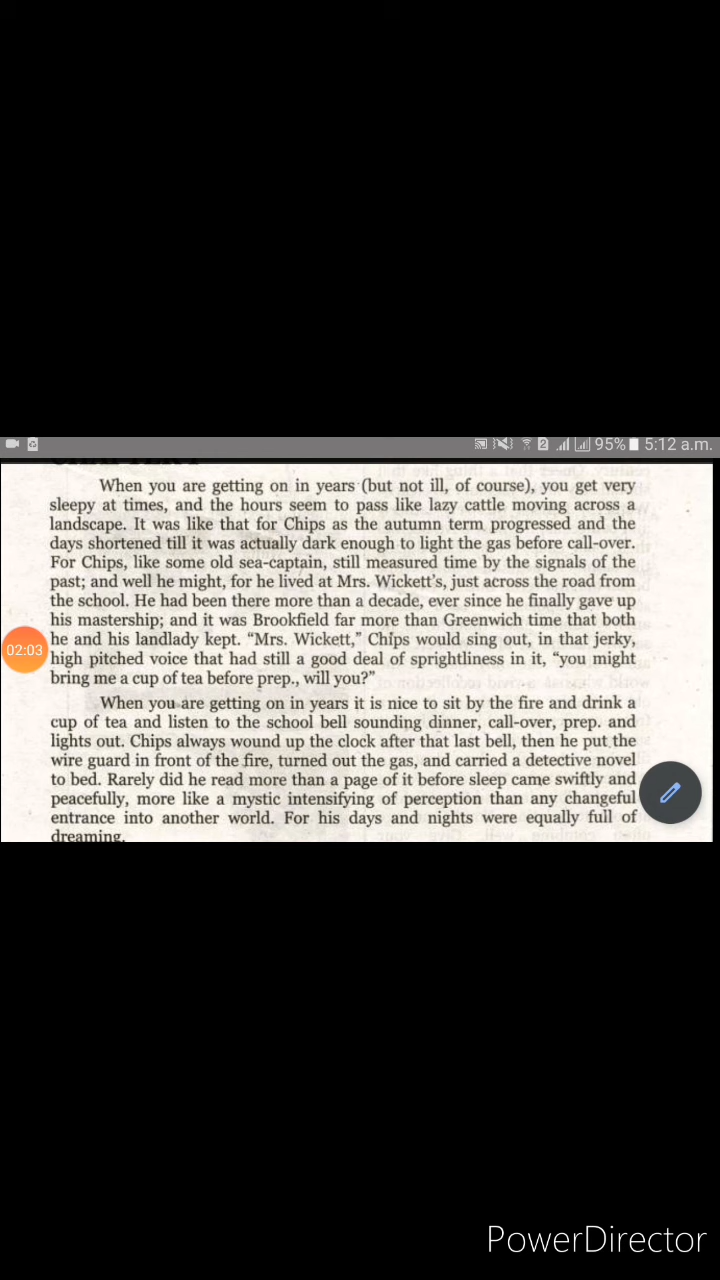 95% 5:12 a.m.
When you are getting on in years (but not ill, of course), you get very
sleepy at times, and the hours seem to pass like lazy cattle moving across a
landscape. It was like that for Chips as the autumn term progressed and the
days shortened till it was actually dark enough to light the gas before call-over.
For Chips, like some old sea-captain, still measured time by the signals of the
past; and well he might, for he lived at Mrs. Wickett's, just across the road from
the school. He had been there more than a decade, ever since he finally gave up
his mastership; and it was Brookfield far more than Greenwich time that both
he and his landlady kept. “Mrs. Wickett,” Chips would sing out, in that jerky,
02:03
high pitched voice that had still a good deal of sprightliness in it, “you might
bring me a cup of tea before prep., will you?”
When you are getting on in years it is nice to sit by the fire and drink a
cup of tea and listen to the school bell sounding dinner, call-over, prep. and
lights out. Chips always wound up the clock after that last bell, then he put the
wire guard in front of the fire, turned out the gas, and carried a detective novel
to bed. Rarely did he read more than a page of it before sleep came swiftly and
peacefully, more like a mystic intensifying of perception than any changeful
entrance into another world. For his days and nights were equally full of
dreaming.
PowerDirector